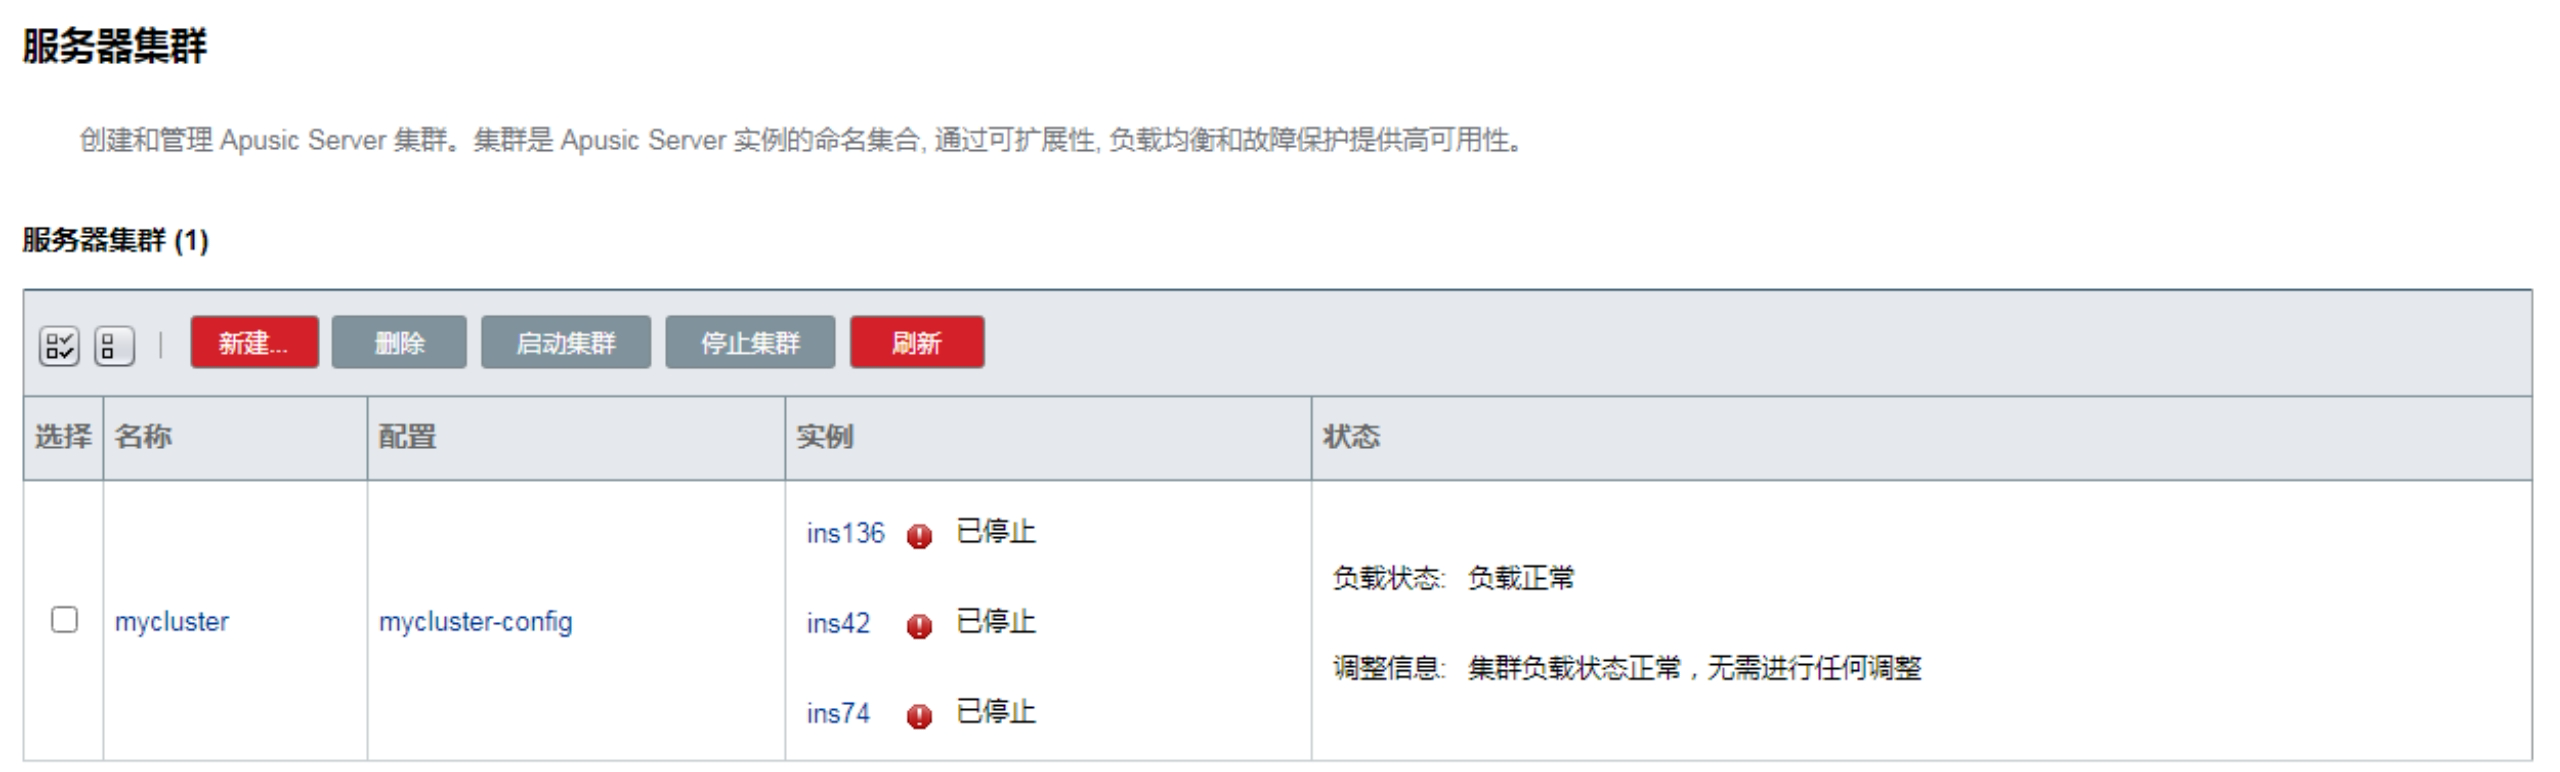 服务器集群
创建和管理 Apusic Server 集群。集群是 Apusic Server 实例的命名集合, 通过可扩展性, 负载均衡和故障保护提供高可用性。
服务器集群 (1)
新建... 删除 启动集群 停止集群 刷新
选择 名称 配置 实例 状态
ins136 已停止
负载状态: 负载正常
mycluster mycluster-config ins42 已停止
调整信息: 集群负载状态正常，无需进行任何调整
ins74 已停止